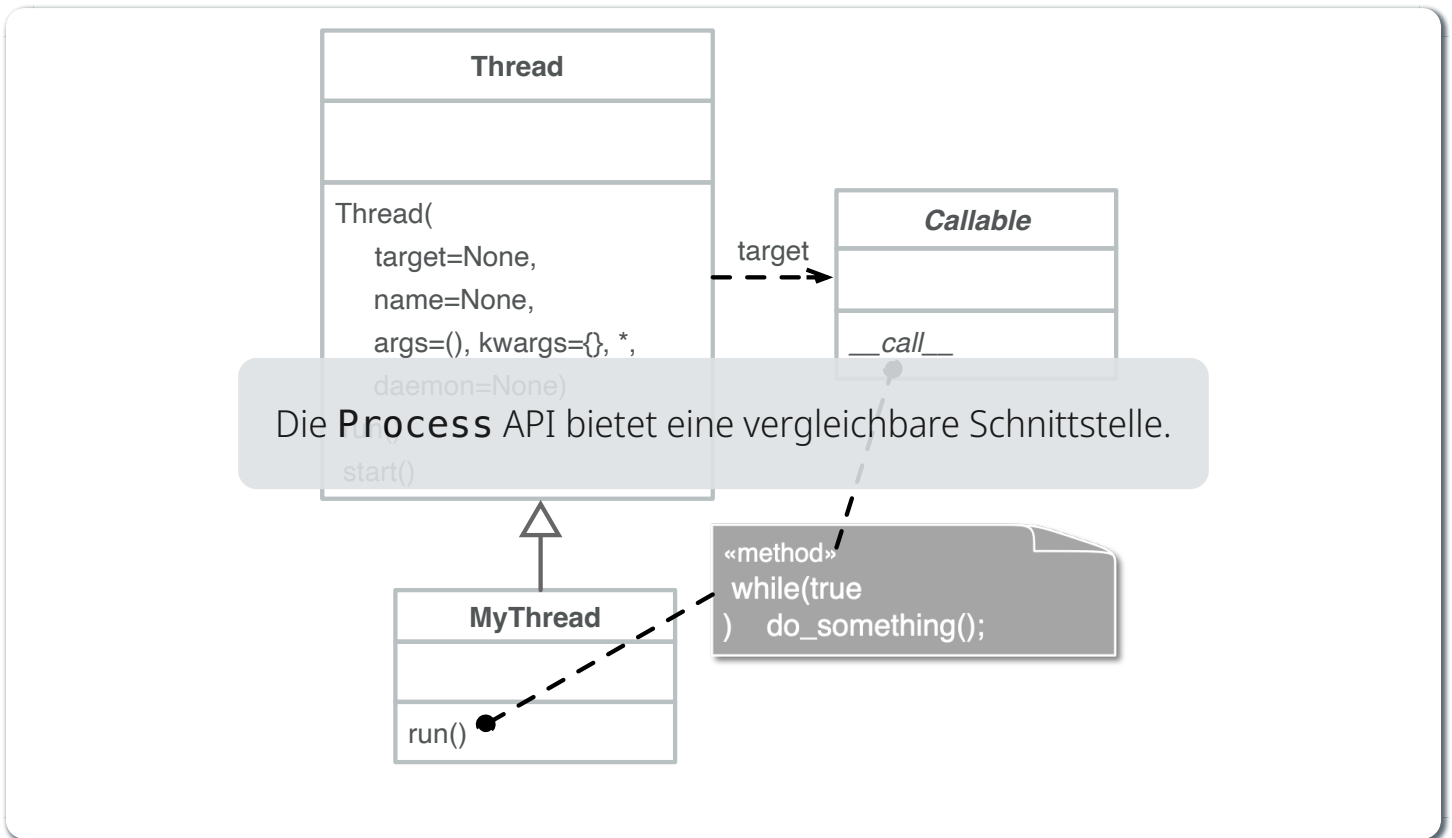 Thread
Thread(
target=None,
name=None,
args=(), kwargs={}, *,
daemon=None)
start()
target
Callable
__call__
Die Process API bietet eine vergleichbare Schnittstelle.
«method»
while(true
) do_something();
MyThread
run()